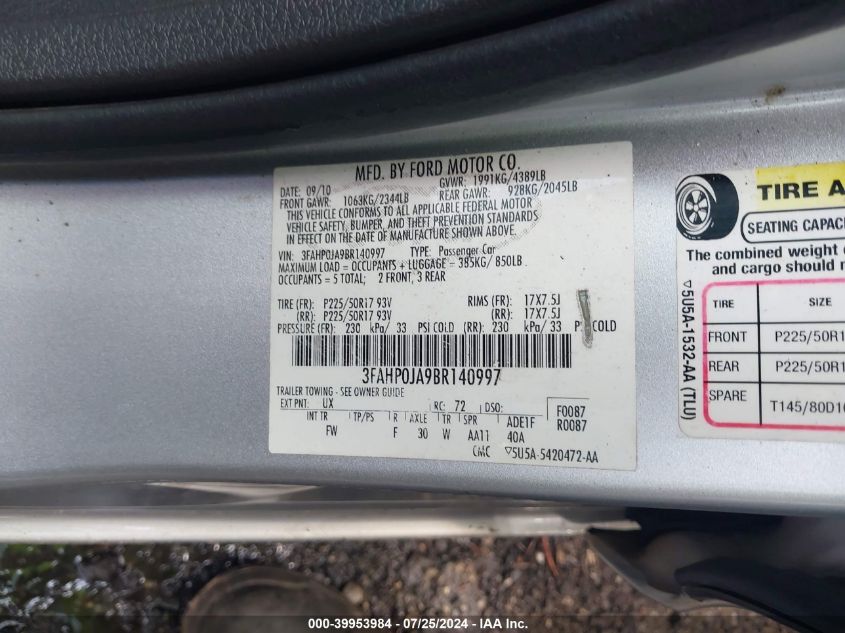 MFD. BY FORD MOTOR CO.
DATE: 09/10 GVWR: 1991KG/4389LB
FRONT GAWR: 1063KG/2344LB REAR GAWR: 928KG/2045LB
THIS VEHICLE CONFORMS TO ALL APPLICABLE FEDERAL MOTOR
VEHICLE SAFETY, BUMPER, AND THEFT PREVENTION STANDARDS
IN EFFECT ON THE DATE OF MANUFACTURE SHOWN ABOVE.
VIN: 3FAHP0JA9BR140997 TYPE: Passenger Car
MAXIMUM LOAD = OCCUPANTS + LUGGAGE = 385KG/ 850LB
OCCUPANTS = 5 TOTAL; 2 FRONT, 3 REAR
TIRE (FR): P225/50R17 93V RIMS (FR): 17X7.5J
(RR): P225/50R17 93V (RR): 17X7.5J
PRESSURE (FR): 230 kPa/ 33 PSI COLD (RR): 230 kPa/ 33 PSI COLD
3FAHP0JA9BR140997
TRAILER TOWING - SEE OWNER GUIDE
EXT PNT: UX RC: 72 DSO: F0087
R0087
INT TR TP/PS R AXLE TR SPR ADE1F
FW F 30 W AA11 40A
CMC ▽5U5A-5420472-AA
TIRE A
SEATING CAPAC
The combined weight o
and cargo should n
TIRE SIZE
FRONT P225/50R1
REAR P225/50R1
SPARE T145/80D16
▽5U5A-1532-AA (TLU)
000-39953984 - 07/25/2024 - IAA Inc.